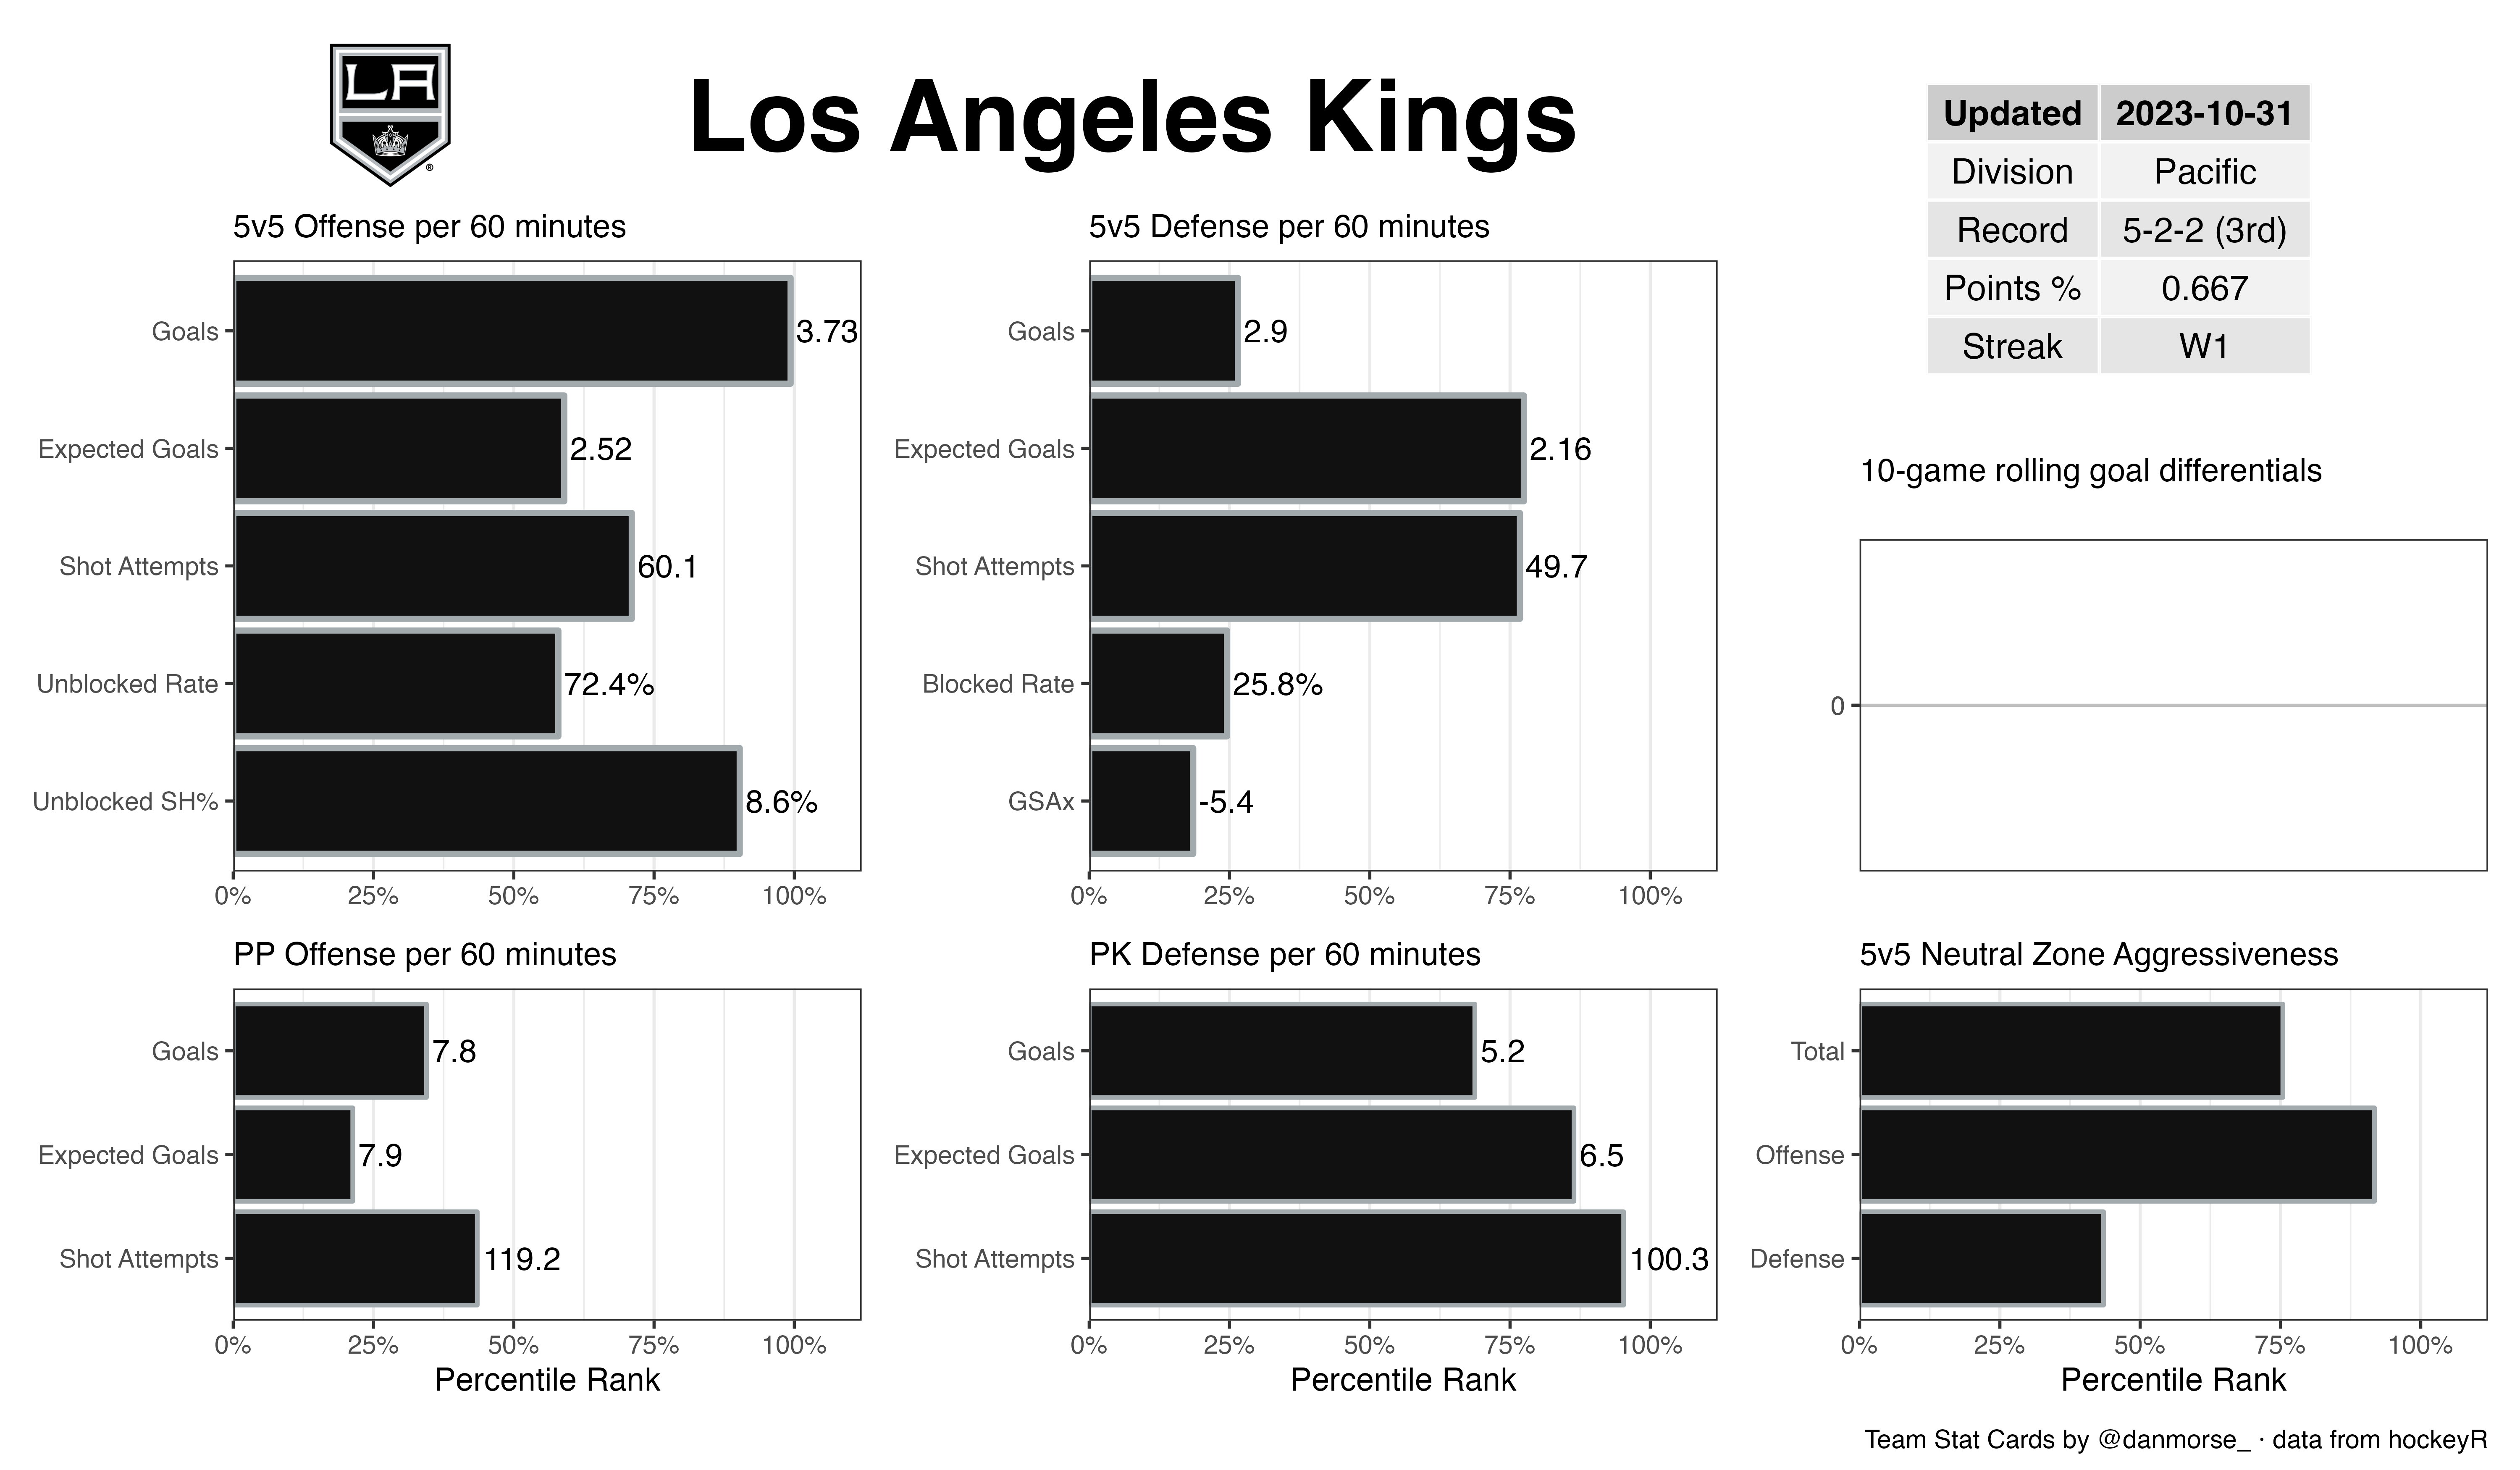 LA
®
Los Angeles Kings
Updated 2023-10-31
Division Pacific
Record 5-2-2 (3rd)
Points % 0.667
Streak W1
5v5 Offense per 60 minutes
Goals 3.73
Expected Goals 2.52
Shot Attempts 60.1
Unblocked Rate 72.4%
Unblocked SH% 8.6%
0% 25% 50% 75% 100%
5v5 Defense per 60 minutes
Goals 2.9
Expected Goals 2.16
Shot Attempts 49.7
Blocked Rate 25.8%
GSAx -5.4
0% 25% 50% 75% 100%
10-game rolling goal differentials
0
PP Offense per 60 minutes
Goals 7.8
Expected Goals 7.9
Shot Attempts 119.2
0% 25% 50% 75% 100%
Percentile Rank
PK Defense per 60 minutes
Goals 5.2
Expected Goals 6.5
Shot Attempts 100.3
0% 25% 50% 75% 100%
Percentile Rank
5v5 Neutral Zone Aggressiveness
Total
Offense
Defense
0% 25% 50% 75% 100%
Percentile Rank
Team Stat Cards by @danmorse_ · data from hockeyR